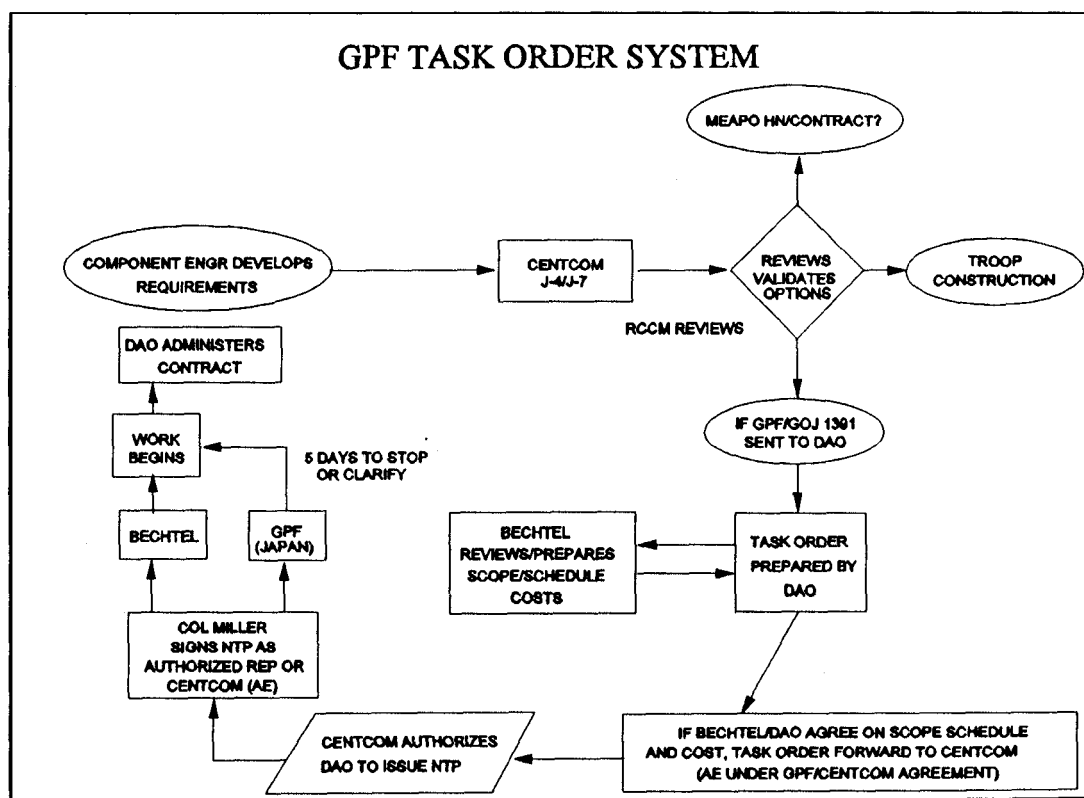 GPF TASK ORDER SYSTEM
MEAPO HN/CONTRACT?
COMPONENT ENGR DEVELOPS
REQUIREMENTS
CENTCOM
J-4/J-7
REVIEWS
VALIDATES
OPTIONS
TROOP
CONSTRUCTION
RCCM REVIEWS
DAO ADMINISTERS
CONTRACT
IF GPF/GOJ 1391
SENT TO DAO
WORK
BEGINS
5 DAYS TO STOP
OR CLARIFY
BECHTEL
GPF
(JAPAN)
BECHTEL
REVIEWS/PREPARES
SCOPE/SCHEDULE
COSTS
TASK ORDER
PREPARED BY
DAO
COL MILLER
SIGNS NTP AS
AUTHORIZED REP OR
CENTCOM (AE)
CENTCOM AUTHORIZES
DAO TO ISSUE NTP
IF BECHTEL/DAO AGREE ON SCOPE SCHEDULE
AND COST, TASK ORDER FORWARD TO CENTCOM
(AE UNDER GPF/CENTCOM AGREEMENT)